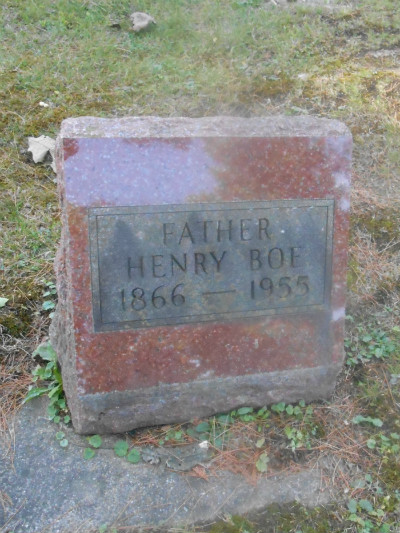 FATHER
HENRY BOE
1866 — 1955